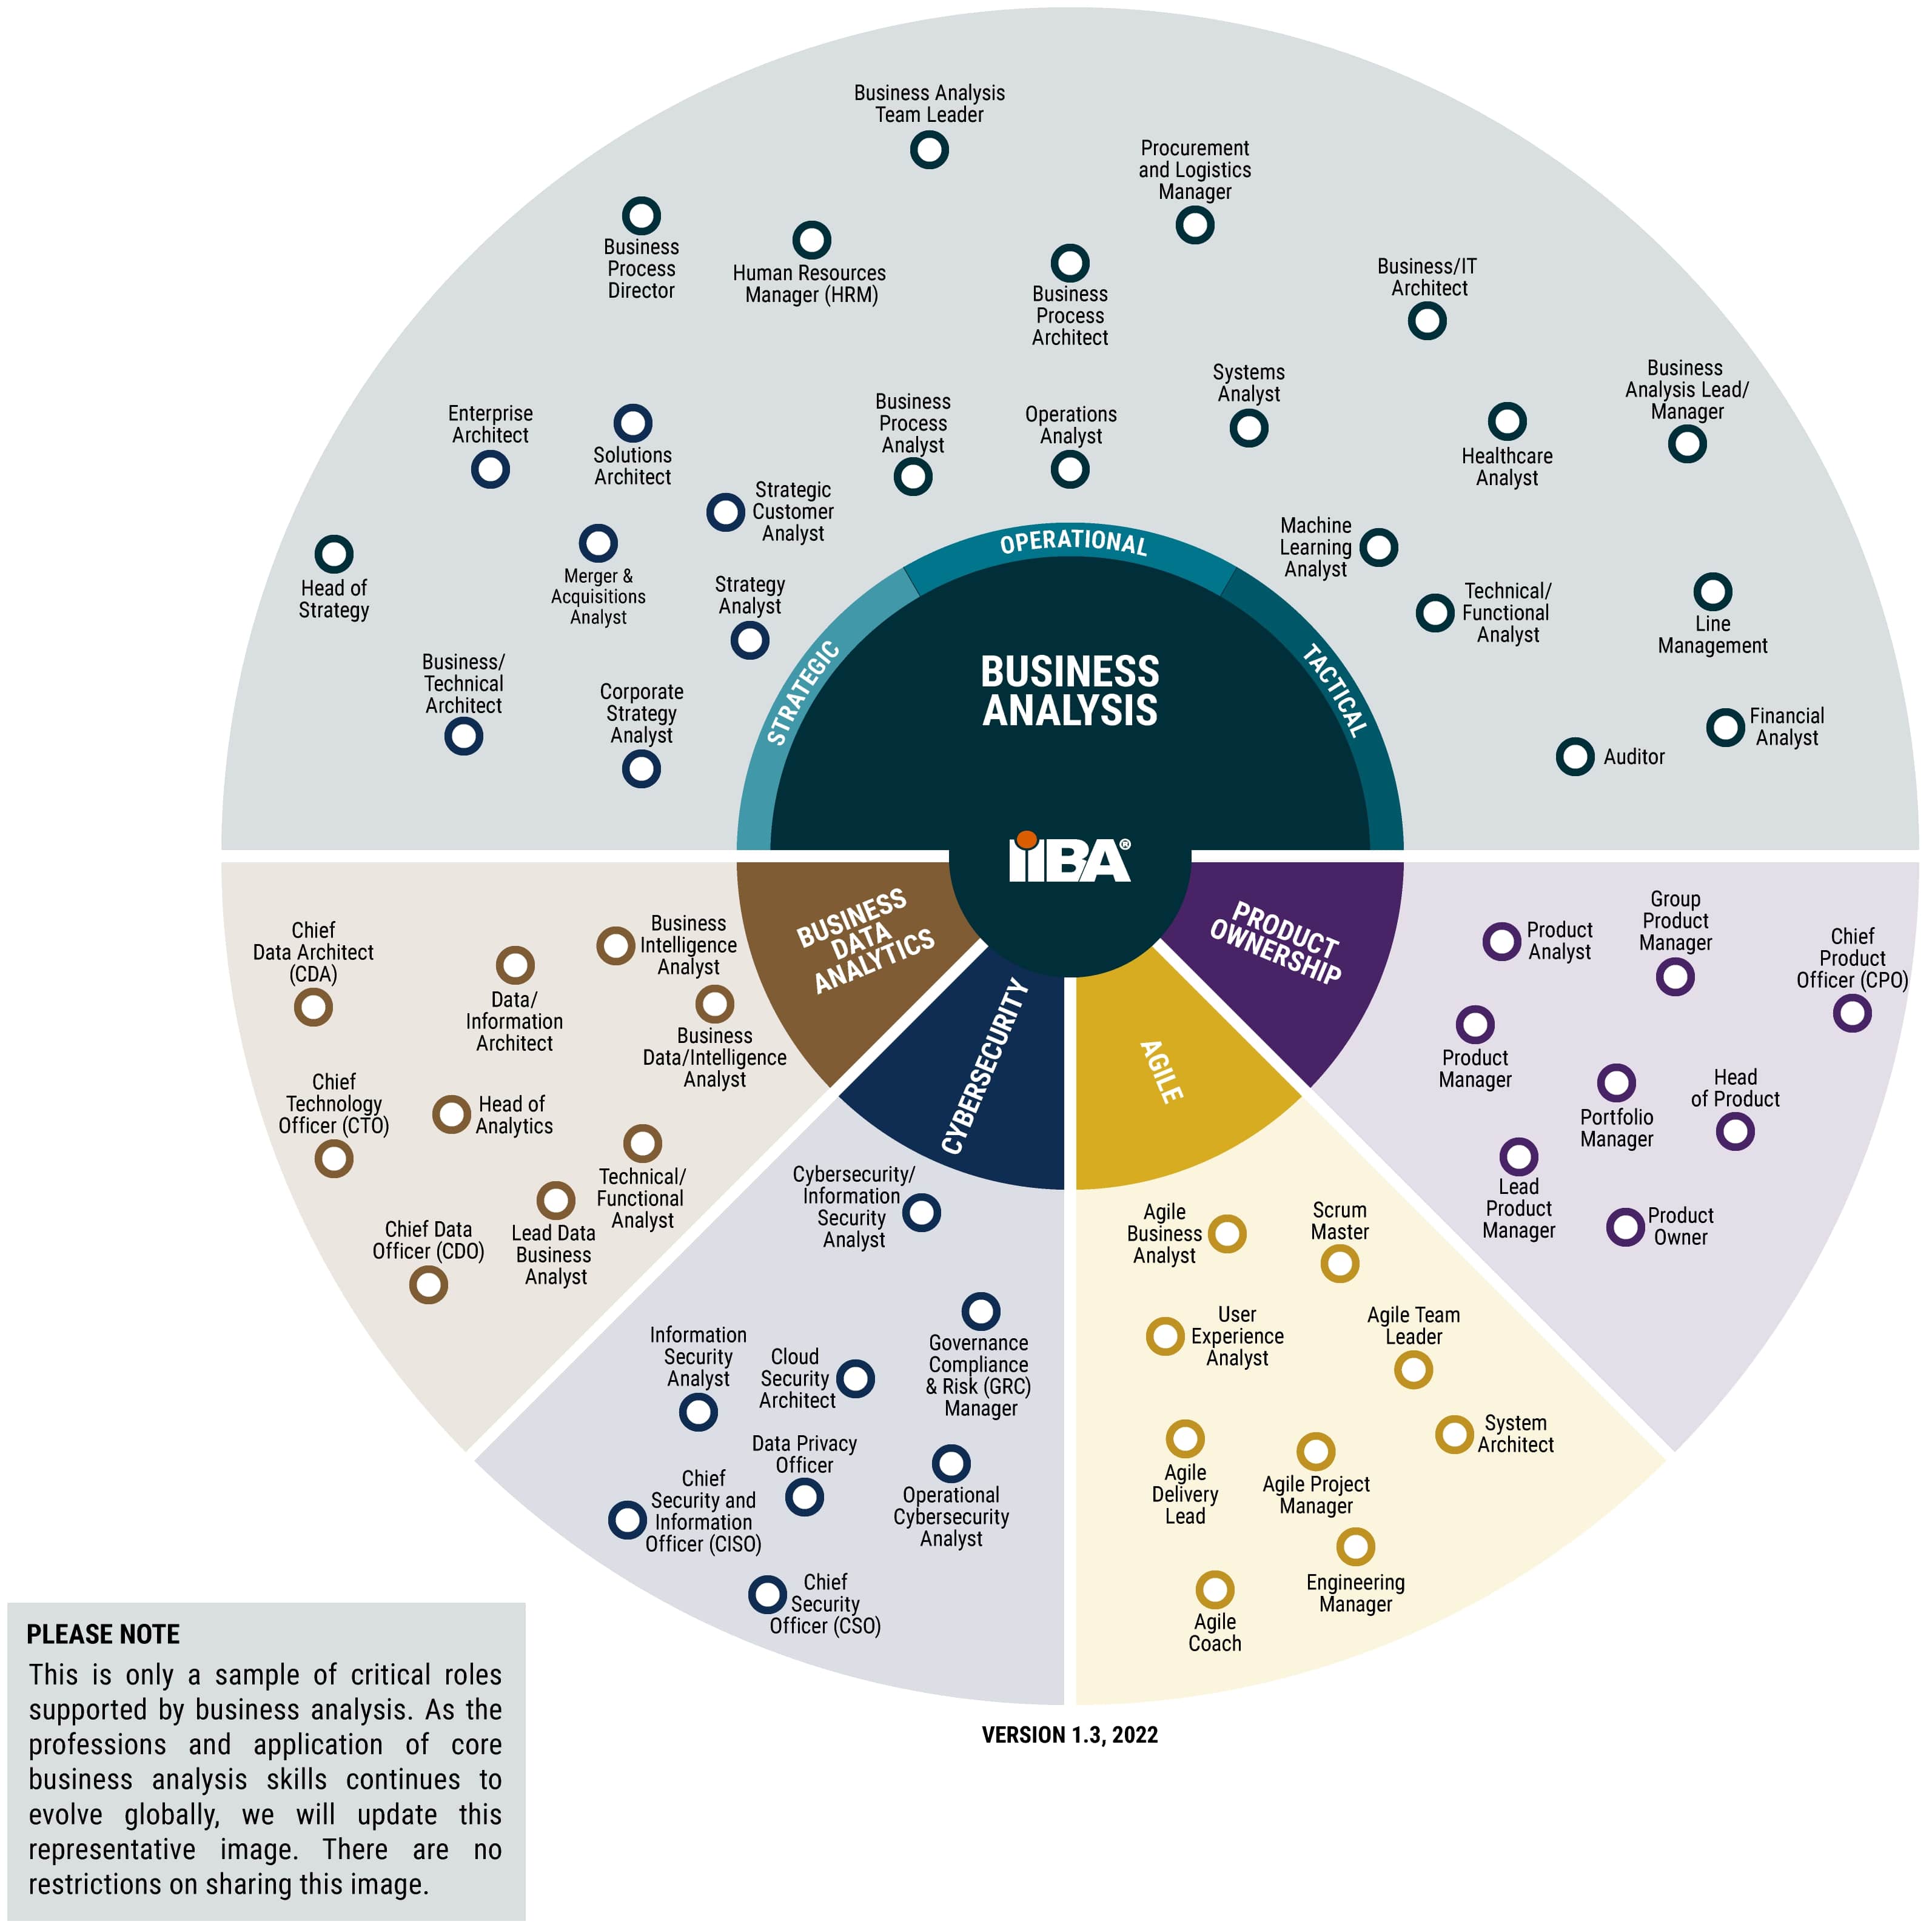 Business Analysis
Team Leader
Procurement
and Logistics
Manager
Business
Process
Director
Human Resources
Manager (HRM)
Business
Process
Architect
Business/IT
Architect
Enterprise
Architect
Solutions
Architect
Strategic
Customer
Analyst
Business
Process
Analyst
Operations
Analyst
Systems
Analyst
Healthcare
Analyst
Business
Analysis Lead/
Manager
Head of
Strategy
Merger &
Acquisitions
Analyst
Strategy
Analyst
Machine
Learning
Analyst
Technical/
Functional
Analyst
Line
Management
Business/
Technical
Architect
Corporate
Strategy
Analyst
Auditor
Financial
Analyst
STRATEGIC
OPERATIONAL
TACTICAL
BUSINESS
ANALYSIS
iiBA®
BUSINESS
DATA
ANALYTICS
CYBERSECURITY
AGILE
PRODUCT
OWNERSHIP
Chief
Data Architect
(CDA)
Data/
Information
Architect
Business
Intelligence
Analyst
Business
Data/Intelligence
Analyst
Chief
Technology
Officer (CTO)
Head of
Analytics
Technical/
Functional
Analyst
Lead Data
Business
Analyst
Chief Data
Officer (CDO)
Cybersecurity/
Information
Security
Analyst
Governance
Compliance
& Risk (GRC)
Manager
Information
Security
Analyst
Cloud
Security
Architect
Data Privacy
Officer
Operational
Cybersecurity
Analyst
Chief
Security and
Information
Officer (CISO)
Chief
Security
Officer (CSO)
Agile
Business
Analyst
Scrum
Master
User
Experience
Analyst
Agile Team
Leader
System
Architect
Agile
Delivery
Lead
Agile Project
Manager
Engineering
Manager
Agile
Coach
Product
Analyst
Group
Product
Manager
Chief
Product
Officer (CPO)
Product
Manager
Portfolio
Manager
Head
of Product
Lead
Product
Manager
Product
Owner
PLEASE NOTE
This is only a sample of critical roles
supported by business analysis. As the
professions and application of core
business analysis skills continues to
evolve globally, we will update this
representative image. There are no
restrictions on sharing this image.
VERSION 1.3, 2022